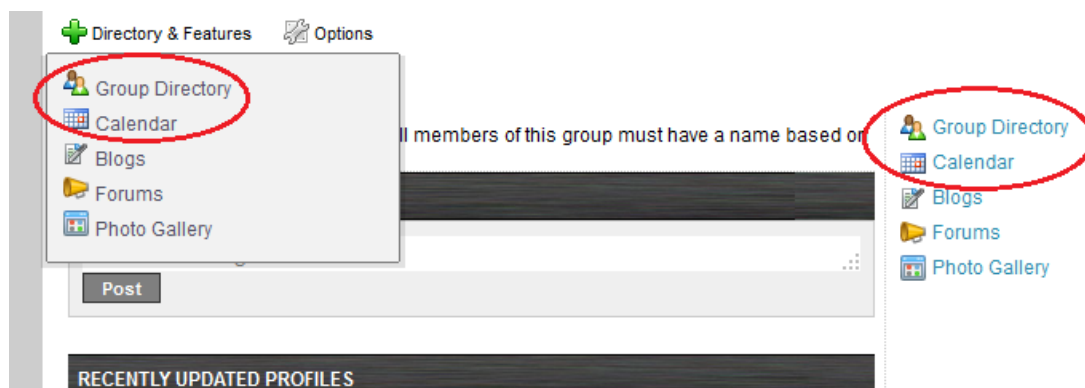 Directory & Features Options
Group Directory
Calendar
Blogs
Forums
Photo Gallery
ll members of this group must have a name based on
Post
RECENTLY UPDATED PROFILES
Group Directory
Calendar
Blogs
Forums
Photo Gallery